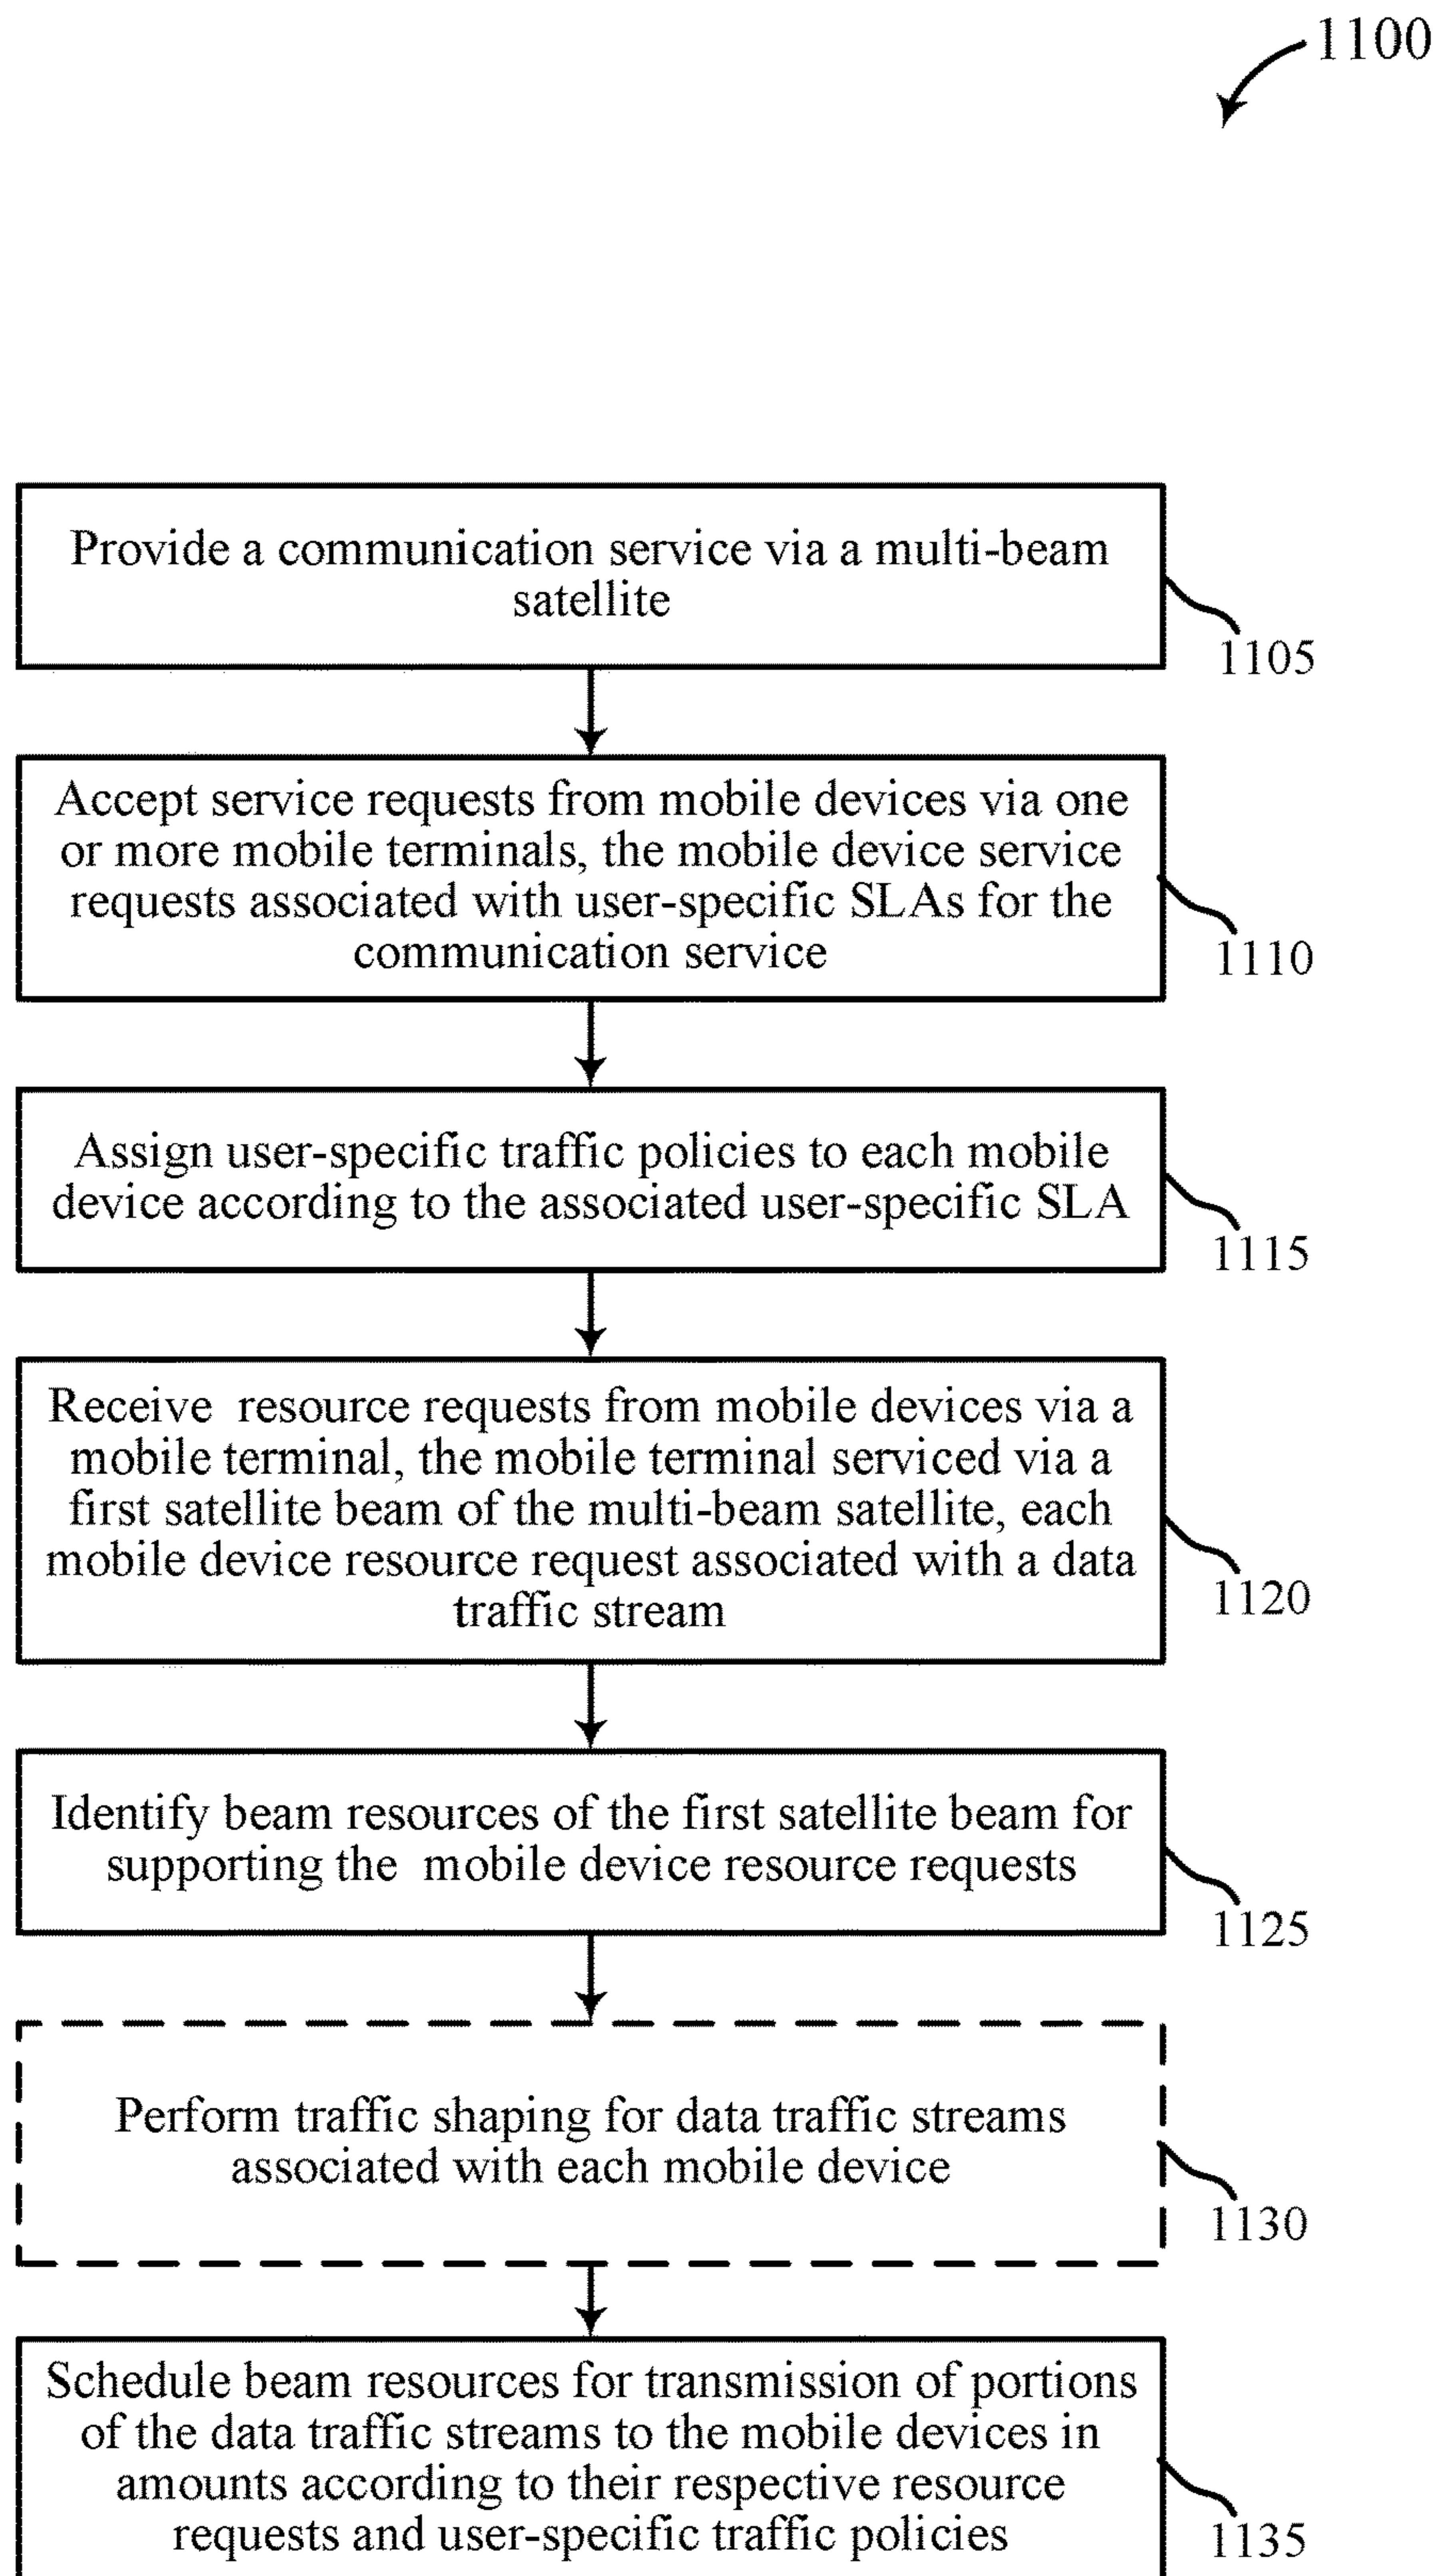 1100
Provide a communication service via a multi-beam
satellite
1105
Accept service requests from mobile devices via one
or more mobile terminals, the mobile device service
requests associated with user-specific SLAs for the
communication service
1110
Assign user-specific traffic policies to each mobile
device according to the associated user-specific SLA
1115
Receive resource requests from mobile devices via a
mobile terminal, the mobile terminal serviced via a
first satellite beam of the multi-beam satellite, each
mobile device resource request associated with a data
traffic stream
1120
Identify beam resources of the first satellite beam for
supporting the mobile device resource requests
1125
Perform traffic shaping for data traffic streams
associated with each mobile device
1130
Schedule beam resources for transmission of portions
of the data traffic streams to the mobile devices in
amounts according to their respective resource
requests and user-specific traffic policies
1135